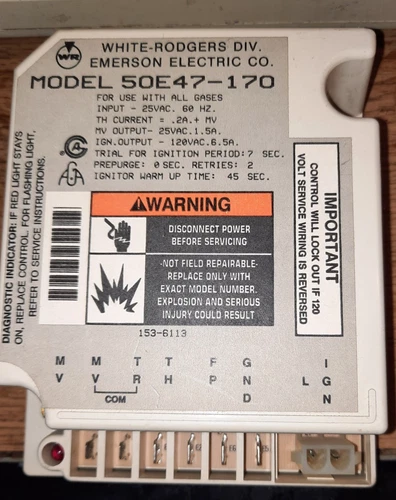 WR
WHITE-RODGERS DIV.
EMERSON ELECTRIC CO.
MODEL 50E47-170
FOR USE WITH ALL GASES
INPUT - 25VAC. 60 HZ.
TH CURRENT = .2A.+ MV
MV OUTPUT- 25VAC.1.5A.
IGN.OUTPUT - 120VAC.6.5A.
TRIAL FOR IGNITION PERIOD:7 SEC.
PREPURGE: 0 SEC. RETRIES: 2
IGNITOR WARM UP TIME: 45 SEC.
DIAGNOSTIC INDICATOR: IF RED LIGHT STAYS
ON, REPLACE CONTROL. FOR FLASHING LIGHT,
REFER TO SERVICE INSTRUCTIONS.
WARNING
DISCONNECT POWER
BEFORE SERVICING
-NOT FIELD REPAIRABLE-
REPLACE ONLY WITH
EXACT MODEL NUMBER.
EXPLOSION AND SERIOUS
INJURY COULD RESULT
IMPORTANT
CONTROL WILL LOCK OUT IF 120
VOLT SERVICE WIRING IS REVERSED
153-6113
M M T T F G I
V V R H P N L G
COM D N